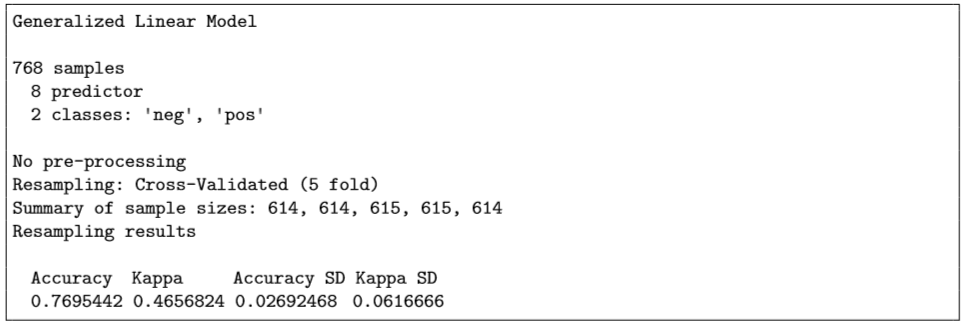 Generalized Linear Model
768 samples
8 predictor
2 classes: 'neg', 'pos'
No pre-processing
Resampling: Cross-Validated (5 fold)
Summary of sample sizes: 614, 614, 615, 615, 614
Resampling results
Accuracy Kappa Accuracy SD Kappa SD
0.7695442 0.4656824 0.02692468 0.0616666